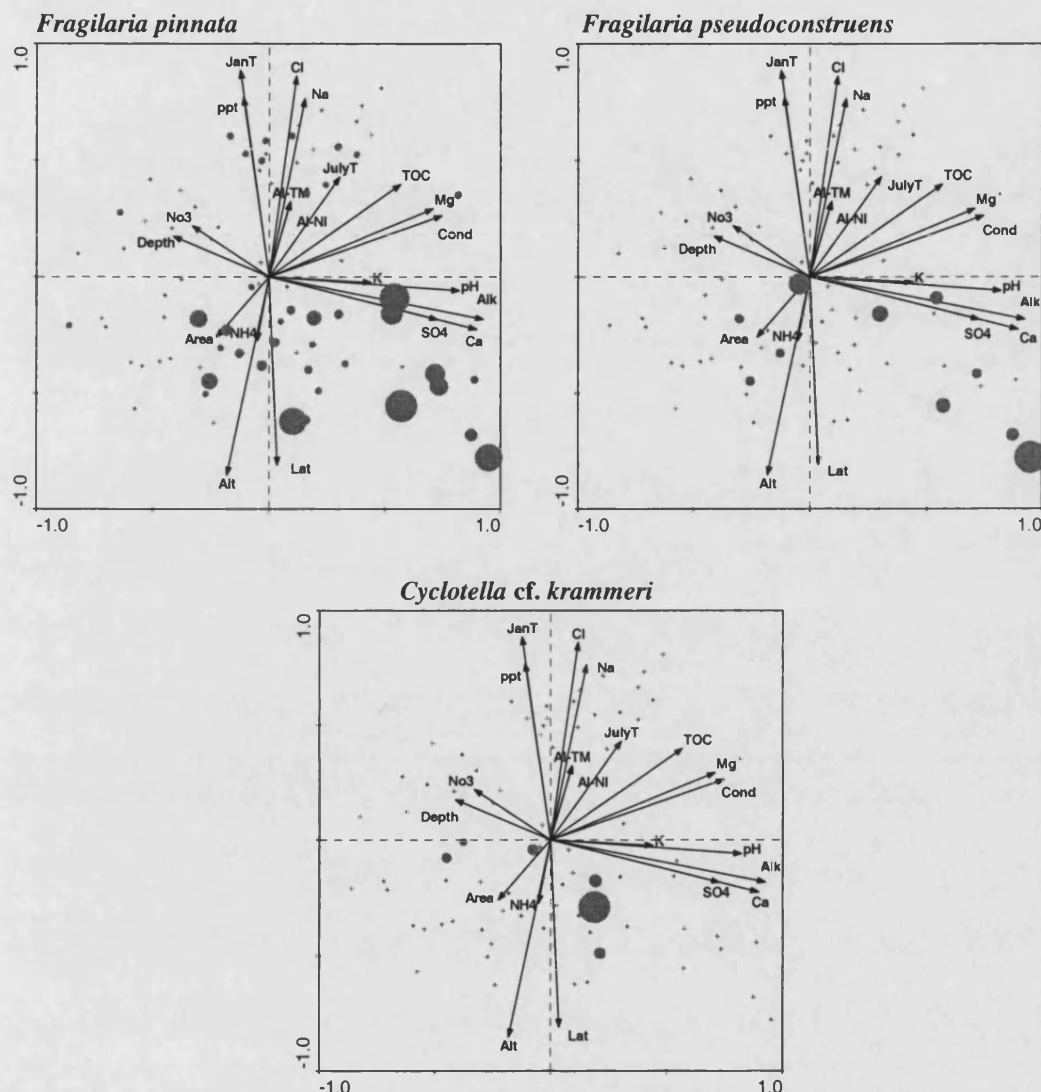 Fragilaria pinnata
1.0
JanT
Cl
ppt
Na
JulyT
TOC
Al-TM
Mg
No3
Al-NI
Cond
Depth
K
pH
Alk
Area
NH4
SO4
Ca
Alt
Lat
-1.0
-1.0
1.0
Fragilaria pseudoconstruens
1.0
JanT
Cl
ppt
Na
JulyT
TOC
Al-TM
Mg
No3
Al-NI
Cond
Depth
K
pH
Alk
Area
NH4
SO4
Ca
Alt
Lat
-1.0
-1.0
1.0
Cyclotella cf. krammeri
1.0
JanT
Cl
ppt
Na
JulyT
TOC
Al-TM
Mg
No3
Al-NI
Cond
Depth
K
pH
Alk
Area
NH4
SO4
Ca
Alt
Lat
-1.0
-1.0
1.0